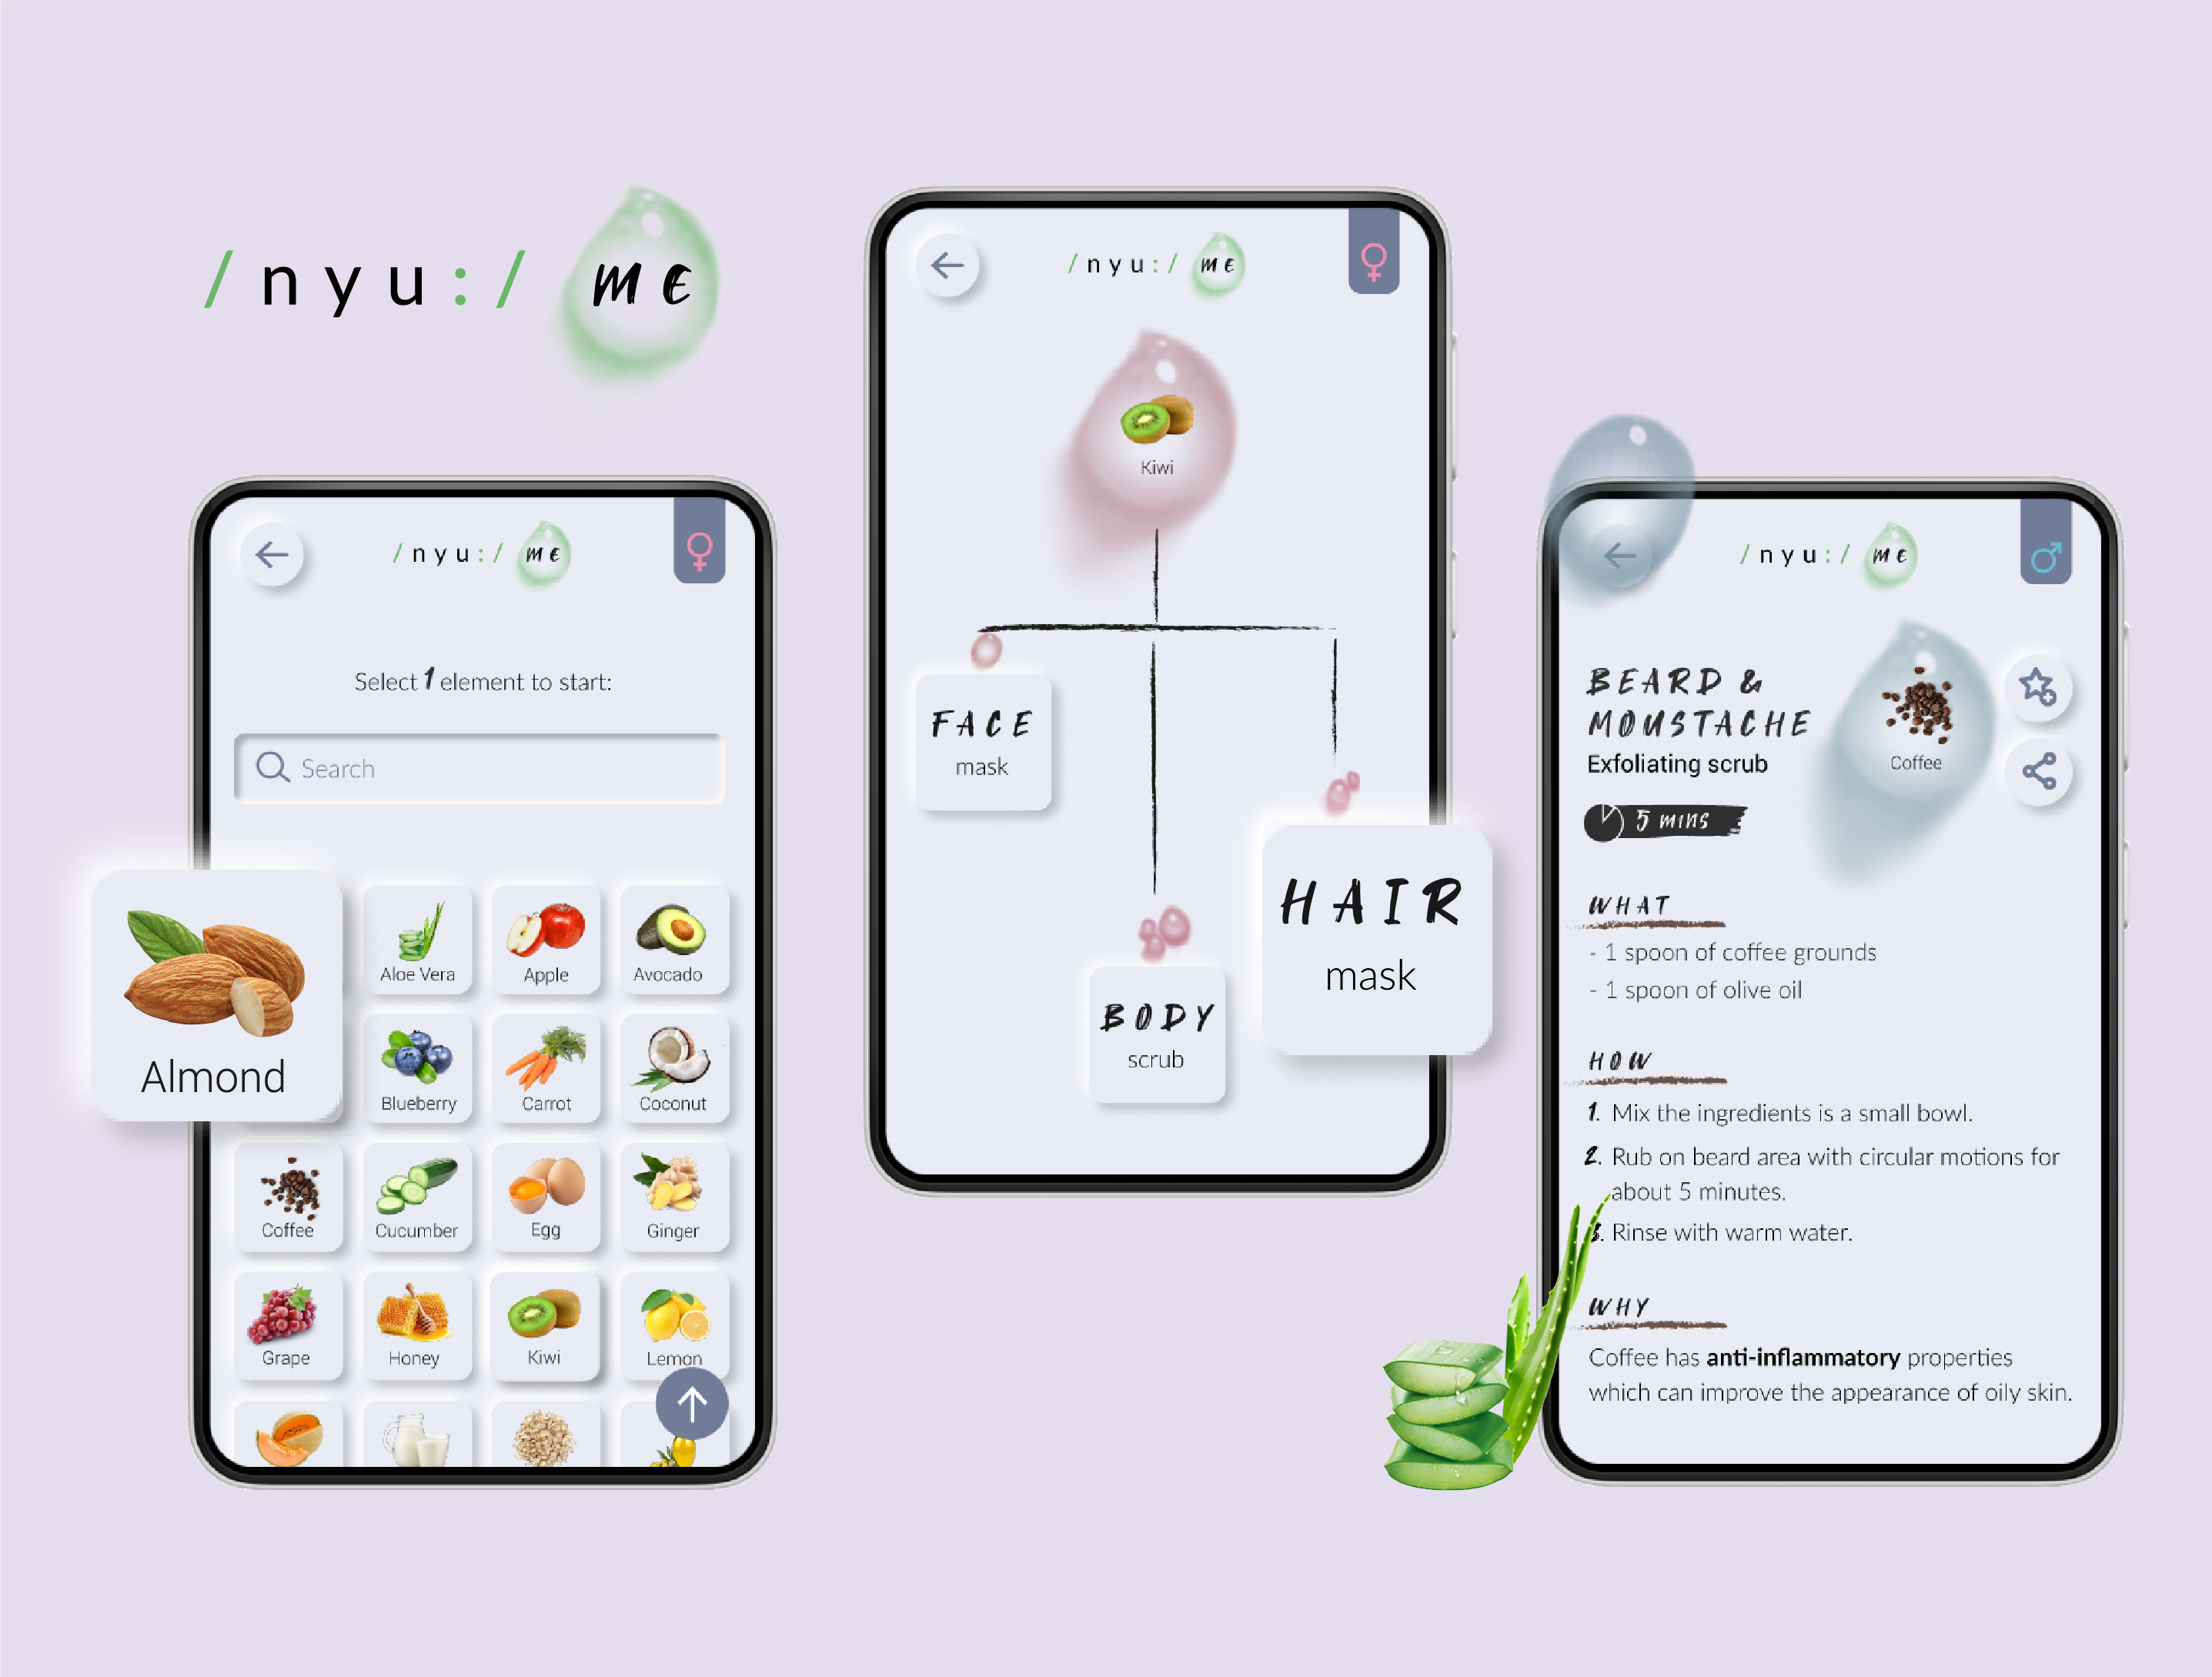 /nyu:/ ME
/nyu:/ ME
Select 1 element to start:
Search
Almond
Aloe Vera
Apple
Avocado
Blueberry
Carrot
Coconut
Coffee
Cucumber
Egg
Ginger
Grape
Honey
Kiwi
Lemon
/nyu:/ ME
Kiwi
FACE
mask
HAIR
mask
BODY
scrub
/nyu:/ ME
BEARD &
MOUSTACHE
Exfoliating scrub
Coffee
5 mins
WHAT
- 1 spoon of coffee grounds
- 1 spoon of olive oil
HOW
1. Mix the ingredients is a small bowl.
2. Rub on beard area with circular motions for
about 5 minutes.
3. Rinse with warm water.
WHY
Coffee has anti-inflammatory properties
which can improve the appearance of oily skin.